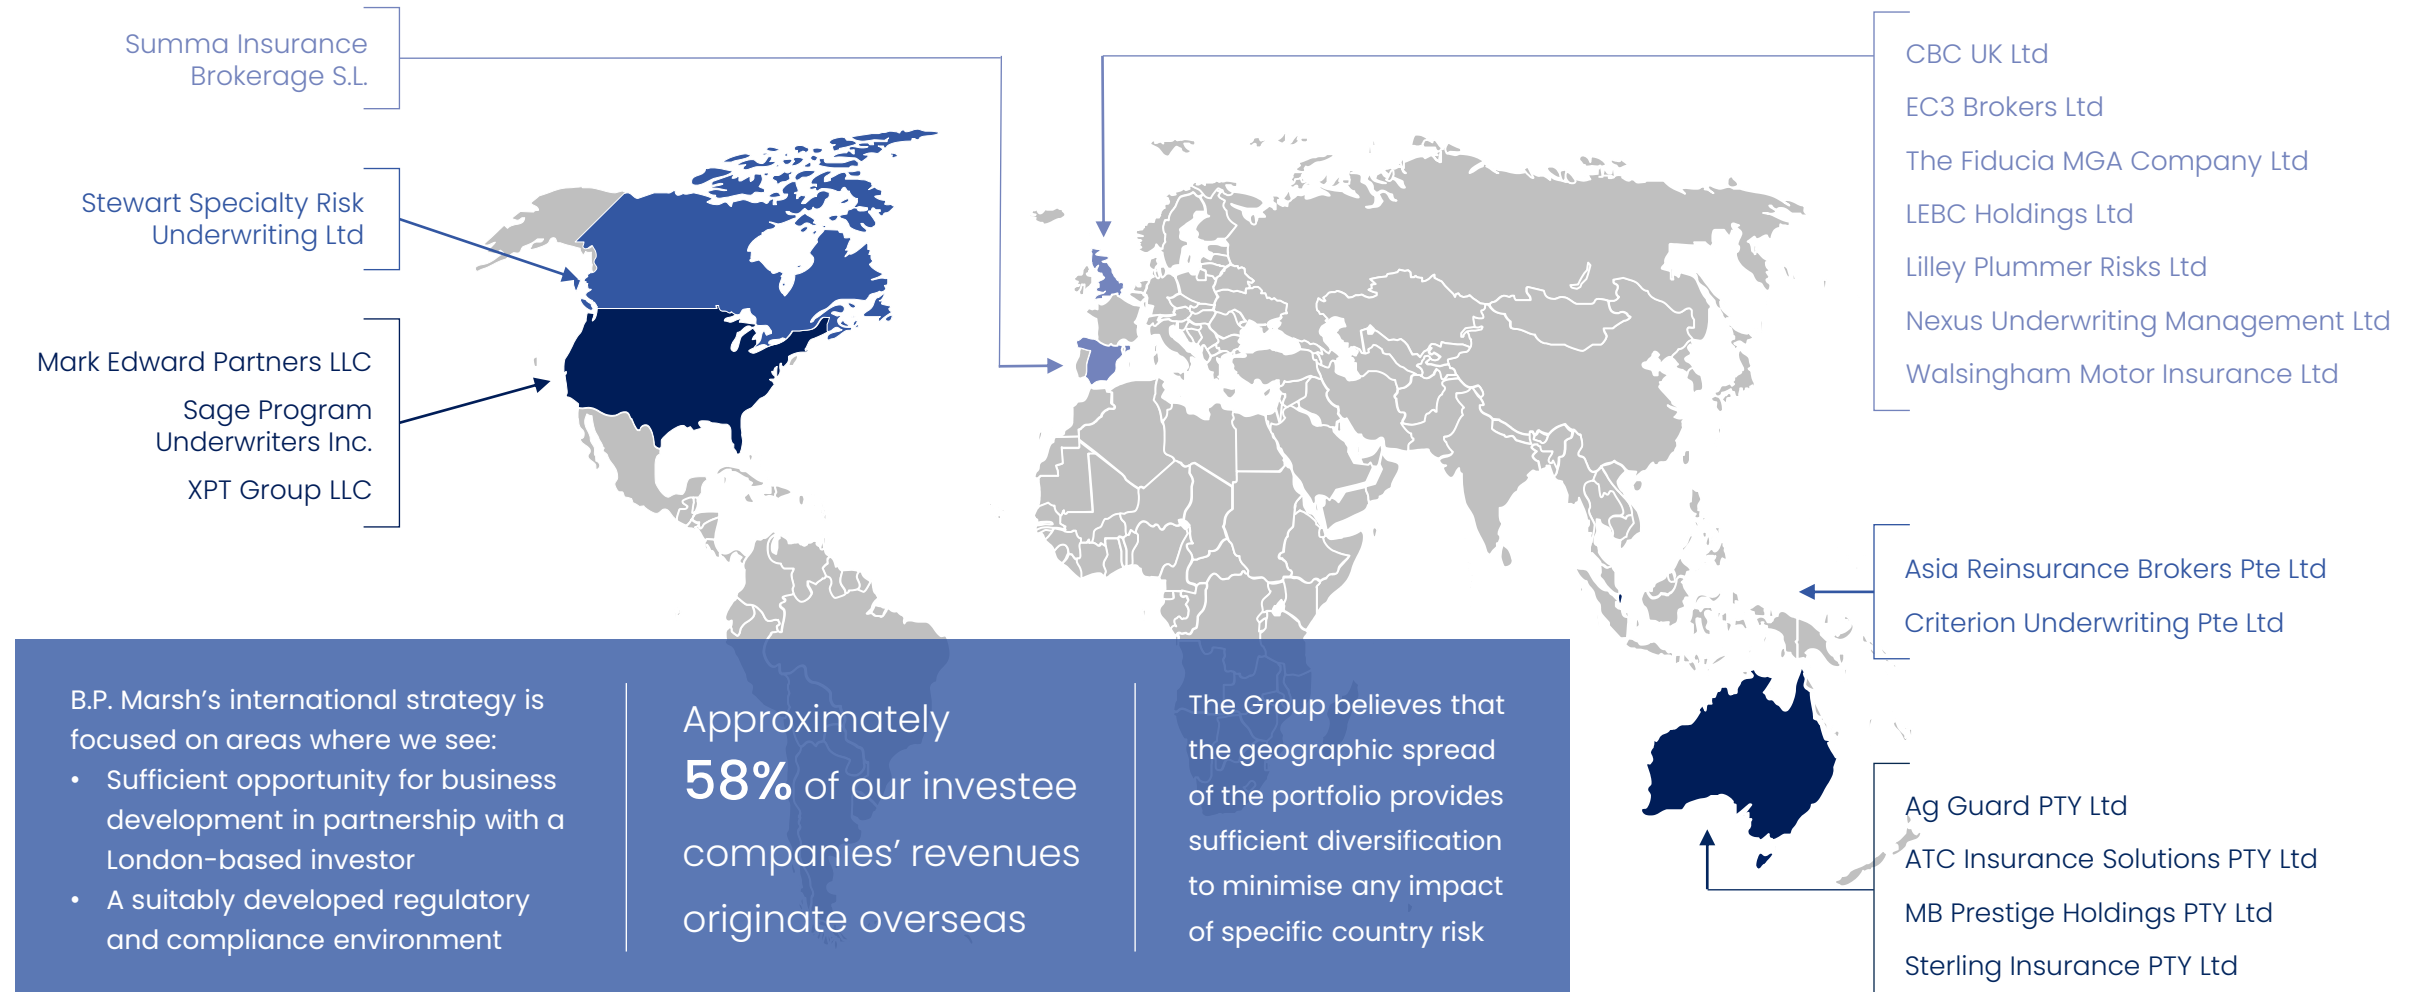 Summa Insurance
Brokerage S.L.
Stewart Specialty Risk
Underwriting Ltd
Mark Edward Partners LLC
Sage Program
Underwriters Inc.
XPT Group LLC
CBC UK Ltd
EC3 Brokers Ltd
The Fiducia MGA Company Ltd
LEBC Holdings Ltd
Lilley Plummer Risks Ltd
Nexus Underwriting Management Ltd
Walsingham Motor Insurance Ltd
Asia Reinsurance Brokers Pte Ltd
Criterion Underwriting Pte Ltd
Ag Guard PTY Ltd
ATC Insurance Solutions PTY Ltd
MB Prestige Holdings PTY Ltd
Sterling Insurance PTY Ltd
B.P. Marsh’s international strategy is
focused on areas where we see:
• Sufficient opportunity for business
development in partnership with a
London-based investor
• A suitably developed regulatory
and compliance environment
Approximately
58% of our investee
companies’ revenues
originate overseas
The Group believes that
the geographic spread
of the portfolio provides
sufficient diversification
to minimise any impact
of specific country risk